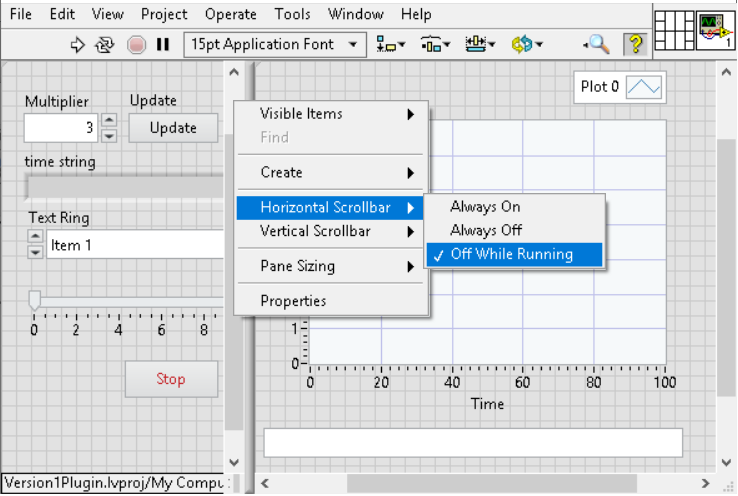 File Edit View Project Operate Tools Window Help
15pt Application Font
?
1
Plot 0
Multiplier
Update
3
Update
time string
Text Ring
Item 1
0 2 4 6 8
Stop
Visible Items
Find
Create
Horizontal Scrollbar
Vertical Scrollbar
Pane Sizing
Properties
Always On
Always Off
✓ Off While Running
1
0
0 20 40 60 80 100
Time
Version1Plugin.lvproj/My Compu